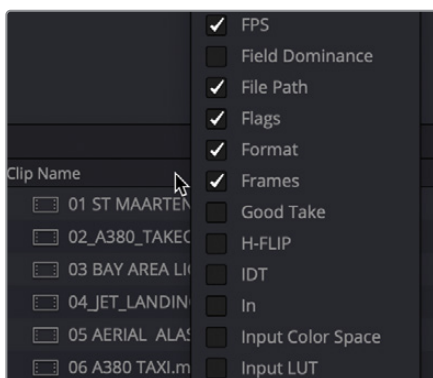 FPS
Field Dominance
File Path
Flags
Format
Clip Name
Frames
01 ST MAARTEN
Good Take
02_A380_TAKEO
H-FLIP
03 BAY AREA LI
IDT
04_JET_LANDIN
In
05 AERIAL ALAS
Input Color Space
06 A380 TAXI.m
Input LUT